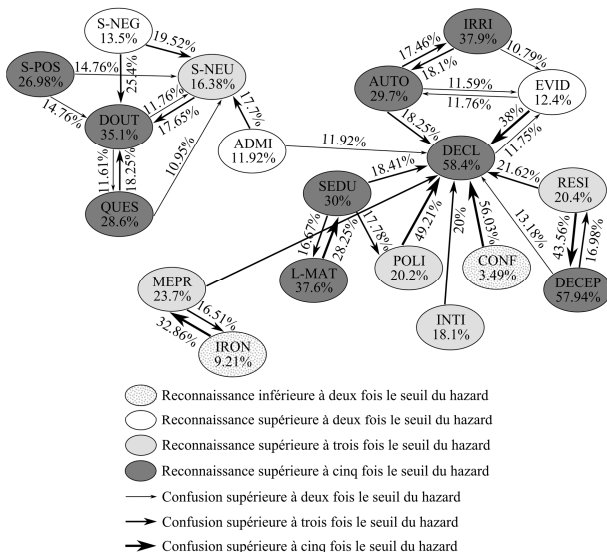 S-NEG
13.5%
19.52%
S-POS
26.98%
14.76%
25.4%
S-NEU
16.38%
14.76%
DOUT
35.1%
11.76%
17.65%
17.7%
11.61%
18.25%
10.95%
ADMI
11.92%
11.92%
QUES
28.6%
IRRI
37.9%
17.46%
18.1%
10.79%
AUTO
29.7%
11.59%
11.76%
EVID
12.4%
18.25%
38%
11.75%
DECL
58.4%
SEDU
30%
18.41%
21.62%
RESI
20.4%
16.67%
28.25%
17.78%
49.21%
20%
56.03%
13.18%
43.56%
16.98%
L-MAT
37.6%
POLI
20.2%
CONF
3.49%
DECEP
57.94%
MEPR
23.7%
16.51%
32.86%
IRON
9.21%
INTI
18.1%
Reconnaissance inférieure à deux fois le seuil du hazard
Reconnaissance supérieure à deux fois le seuil du hazard
Reconnaissance supérieure à trois fois le seuil du hazard
Reconnaissance supérieure à cinq fois le seuil du hazard
Confusion supérieure à deux fois le seuil du hazard
Confusion supérieure à trois fois le seuil du hazard
Confusion supérieure à cinq fois le seuil du hazard